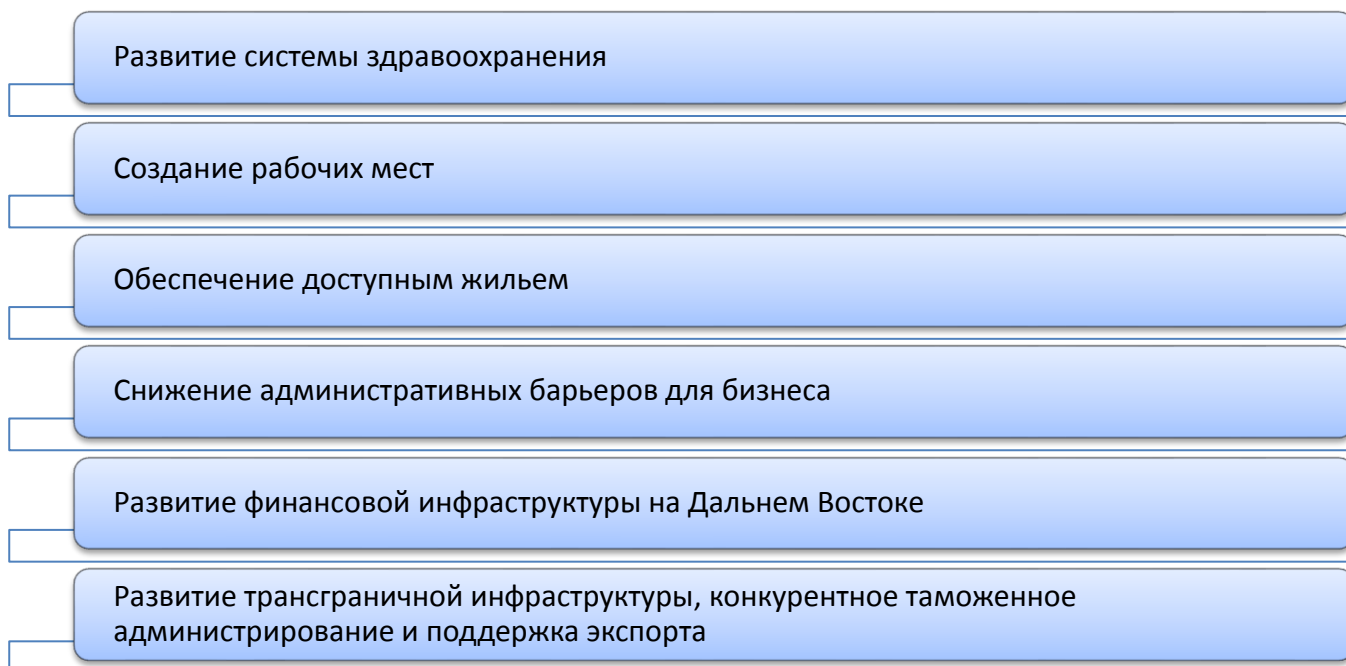 Развитие системы здравоохранения
Создание рабочих мест
Обеспечение доступным жильем
Снижение административных барьеров для бизнеса
Развитие финансовой инфраструктуры на Дальнем Востоке
Развитие трансграничной инфраструктуры, конкурентное таможенное
администрирование и поддержка экспорта